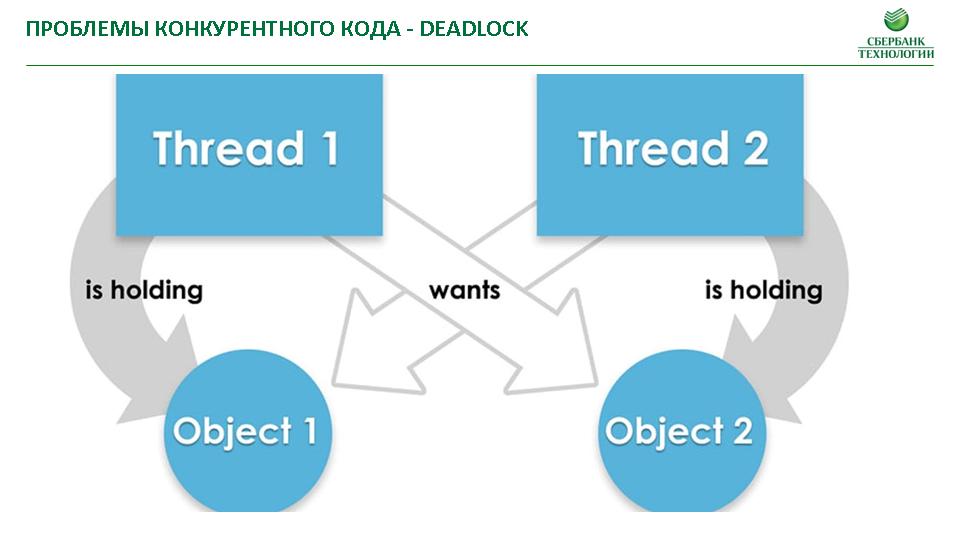 ПРОБЛЕМЫ КОНКУРЕНТНОГО КОДА - DEADLOCK
СБЕРБАНК
ТЕХНОЛОГИИ
Thread 1
Thread 2
is holding
wants
is holding
Object 1
Object 2